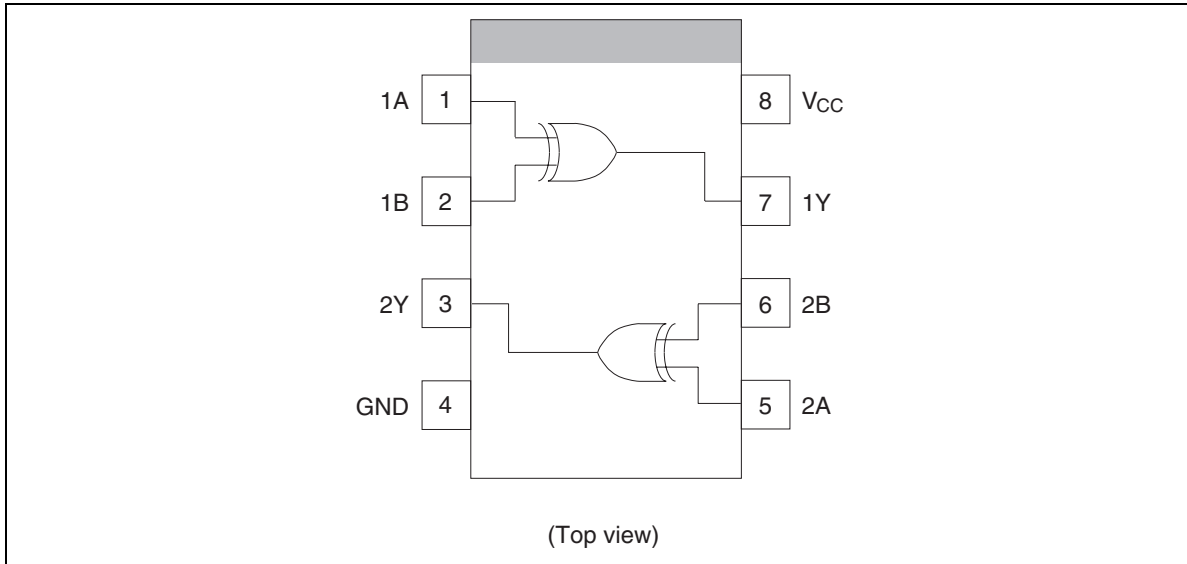 1A 1 8 VCC
1B 2 7 1Y
2Y 3 6 2B
GND 4 5 2A
(Top view)